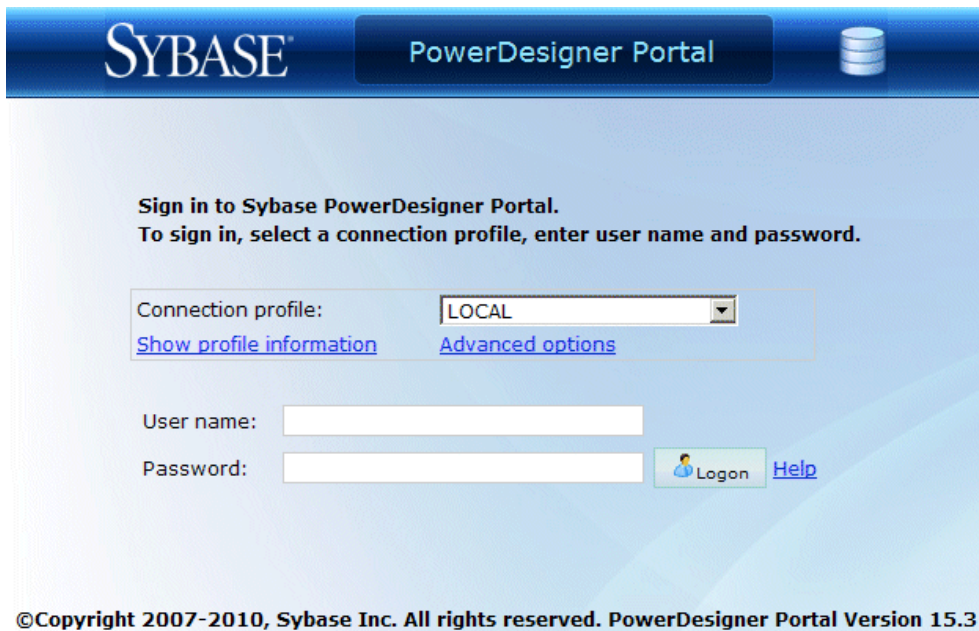 SYBASE®
PowerDesigner Portal
Sign in to Sybase PowerDesigner Portal.
To sign in, select a connection profile, enter user name and password.
Connection profile: LOCAL
Show profile information Advanced options
User name:
Password: Logon Help
©Copyright 2007-2010, Sybase Inc. All rights reserved. PowerDesigner Portal Version 15.3